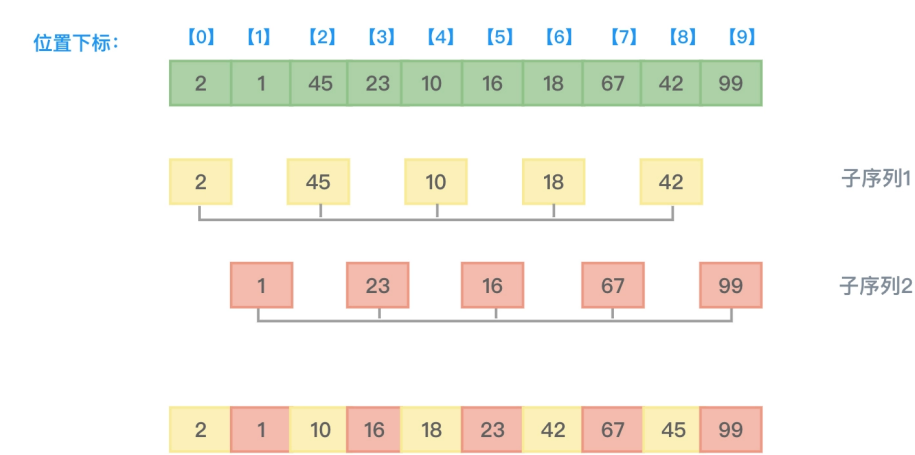 位置下标： 【0】 【1】 【2】 【3】 【4】 【5】 【6】 【7】 【8】 【9】
2 1 45 23 10 16 18 67 42 99
2 45 10 18 42 子序列1
1 23 16 67 99 子序列2
2 1 10 16 18 23 42 67 45 99